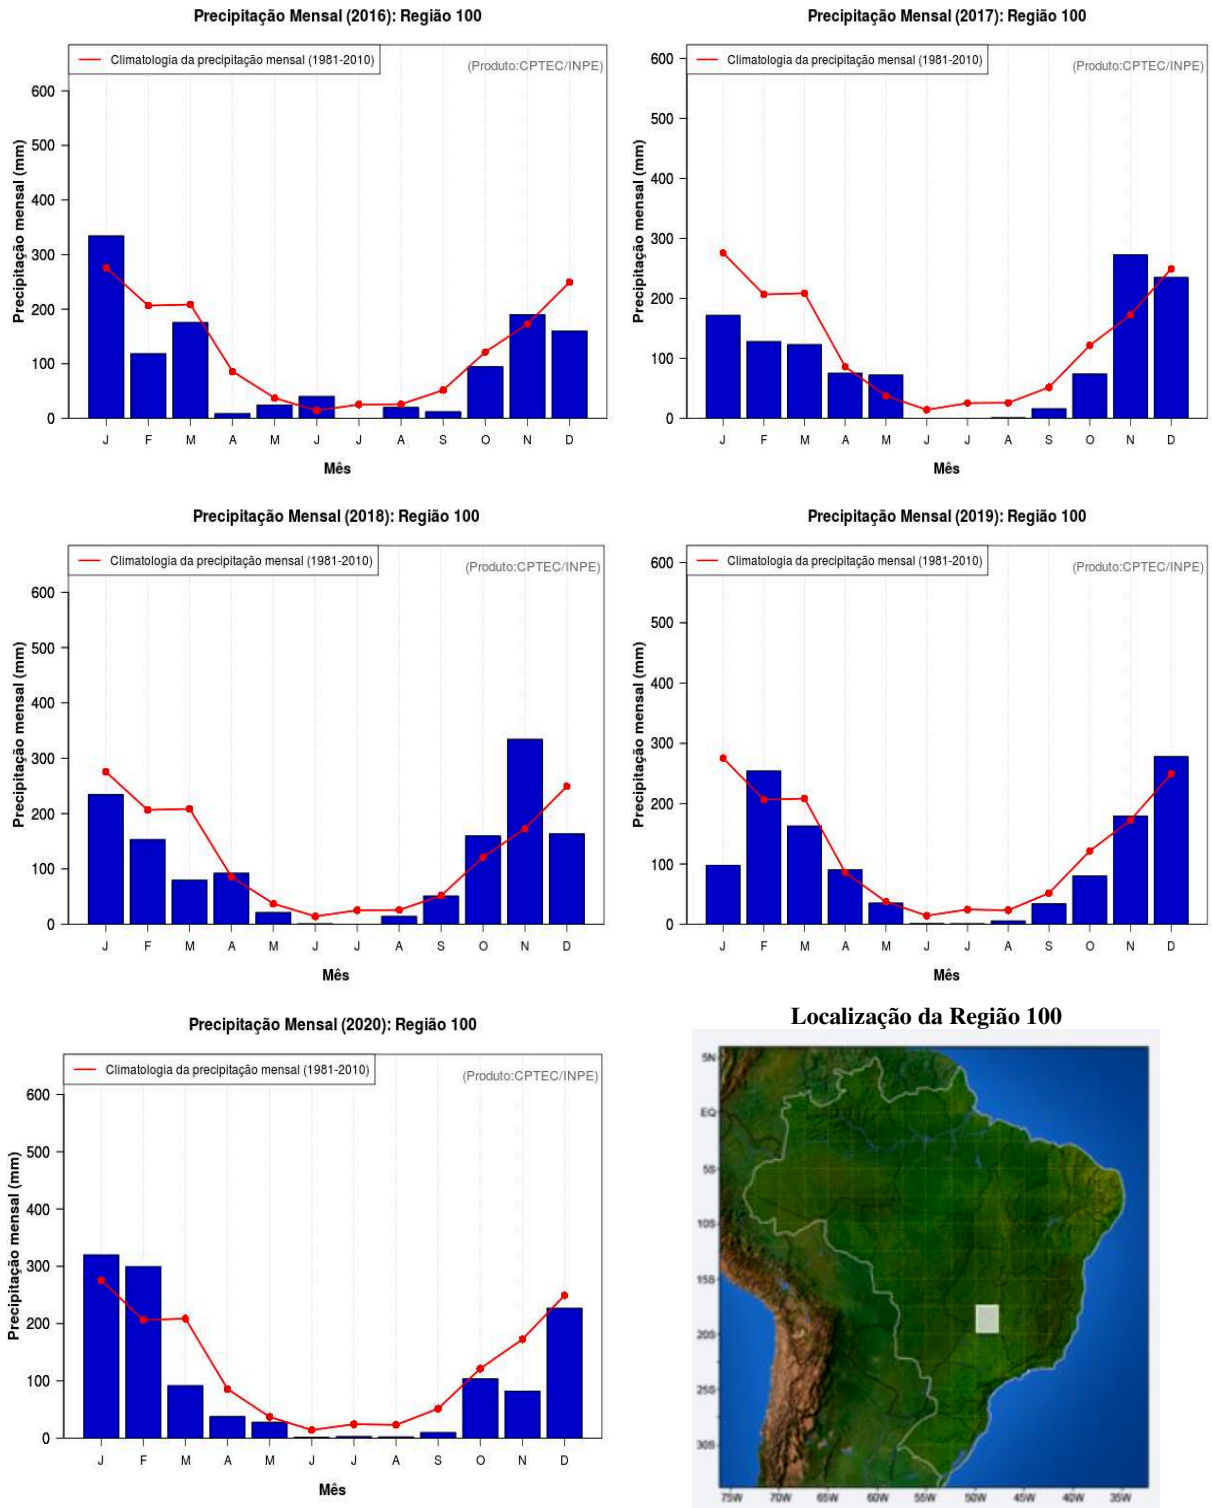 Precipitação Mensal (2016): Região 100
Climatologia da precipitação mensal (1981-2010)
(Produto:CPTEC/INPE)
Precipitação mensal (mm)
600
500
400
300
200
100
0
J F M A M J J A S O N D
Mês
Precipitação Mensal (2017): Região 100
Climatologia da precipitação mensal (1981-2010)
(Produto:CPTEC/INPE)
Precipitação mensal (mm)
600
500
400
300
200
100
0
J F M A M J J A S O N D
Mês
Precipitação Mensal (2018): Região 100
Climatologia da precipitação mensal (1981-2010)
(Produto:CPTEC/INPE)
Precipitação mensal (mm)
600
500
400
300
200
100
0
J F M A M J J A S O N D
Mês
Precipitação Mensal (2019): Região 100
Climatologia da precipitação mensal (1981-2010)
(Produto:CPTEC/INPE)
Precipitação mensal (mm)
600
500
400
300
200
100
0
J F M A M J J A S O N D
Mês
Precipitação Mensal (2020): Região 100
Climatologia da precipitação mensal (1981-2010)
(Produto:CPTEC/INPE)
Precipitação mensal (mm)
600
500
400
300
200
100
0
J F M A M J J A S O N D
Mês
Localização da Região 100
5N
EQ
5S
10S
15S
20S
25S
30S
75W 70W 65W 60W 55W 50W 45W 40W 35W